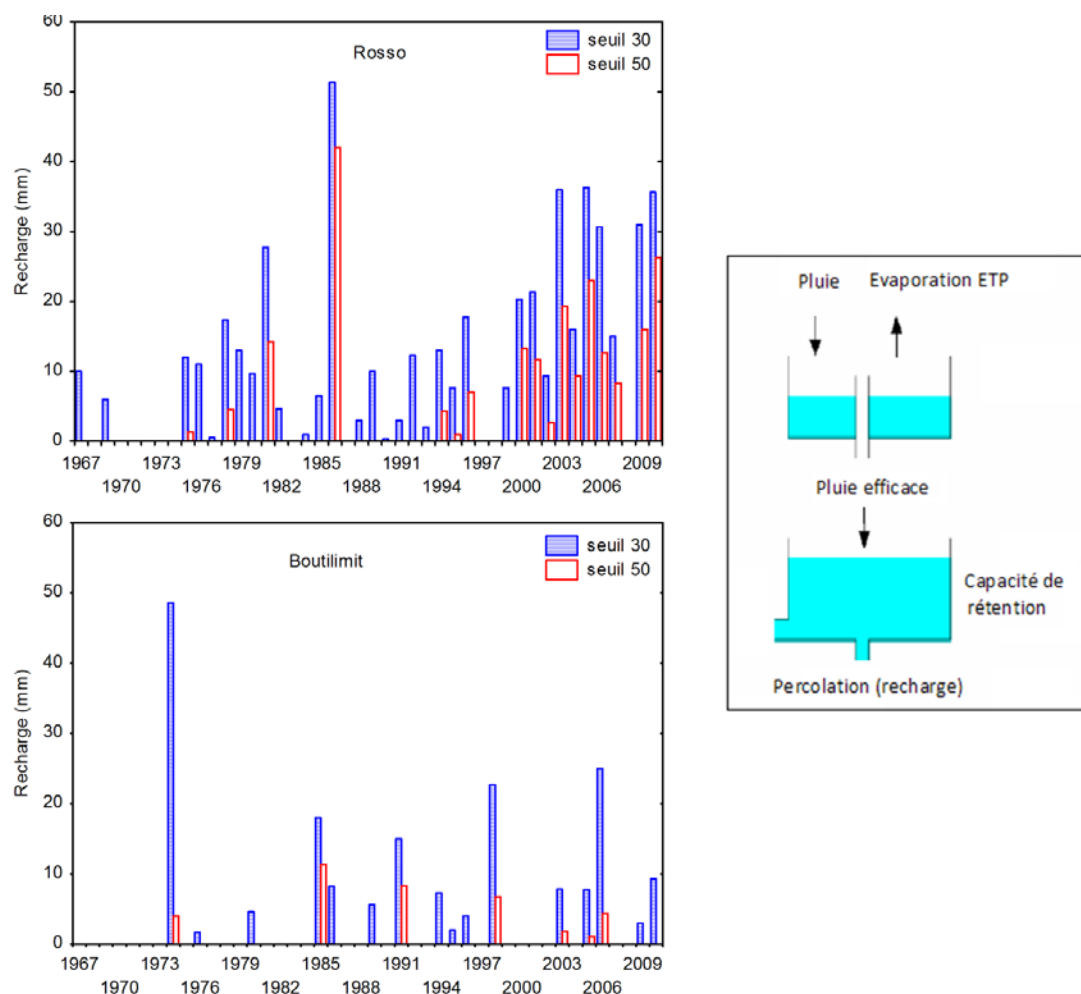 60
50
40
30
20
10
0
Recharge (mm)
Rosso
seuil 30
seuil 50
1967 1973 1979 1985 1991 1997 2003 2009
1970 1976 1982 1988 1994 2000 2006
60
50
40
30
20
10
0
Recharge (mm)
Boutilimit
seuil 30
seuil 50
1967 1973 1979 1985 1991 1997 2003 2009
1970 1976 1982 1988 1994 2000 2006
Pluie Evaporation ETP
Pluie efficace
Capacité de
rétention
Percolation (recharge)